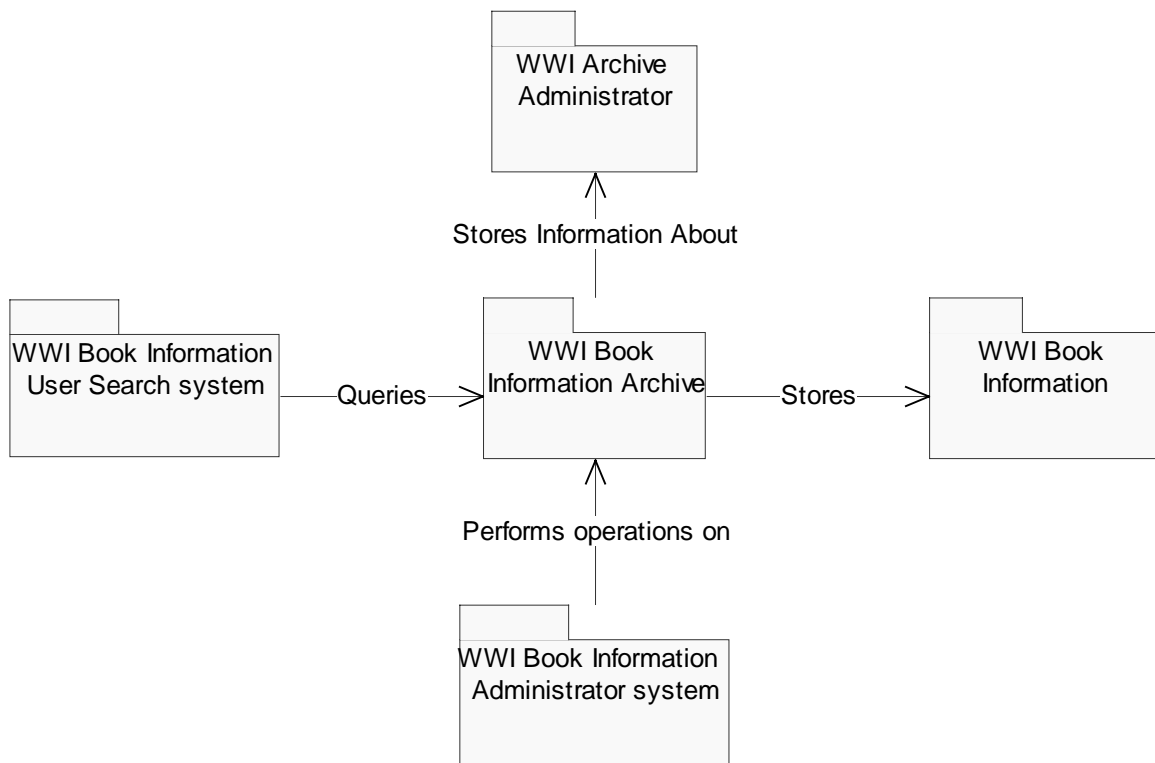 WWI Archive
Administrator
Stores Information About
WWI Book Information
User Search system
Queries
WWI Book
Information Archive
Stores
WWI Book
Information
Performs operations on
WWI Book Information
Administrator system